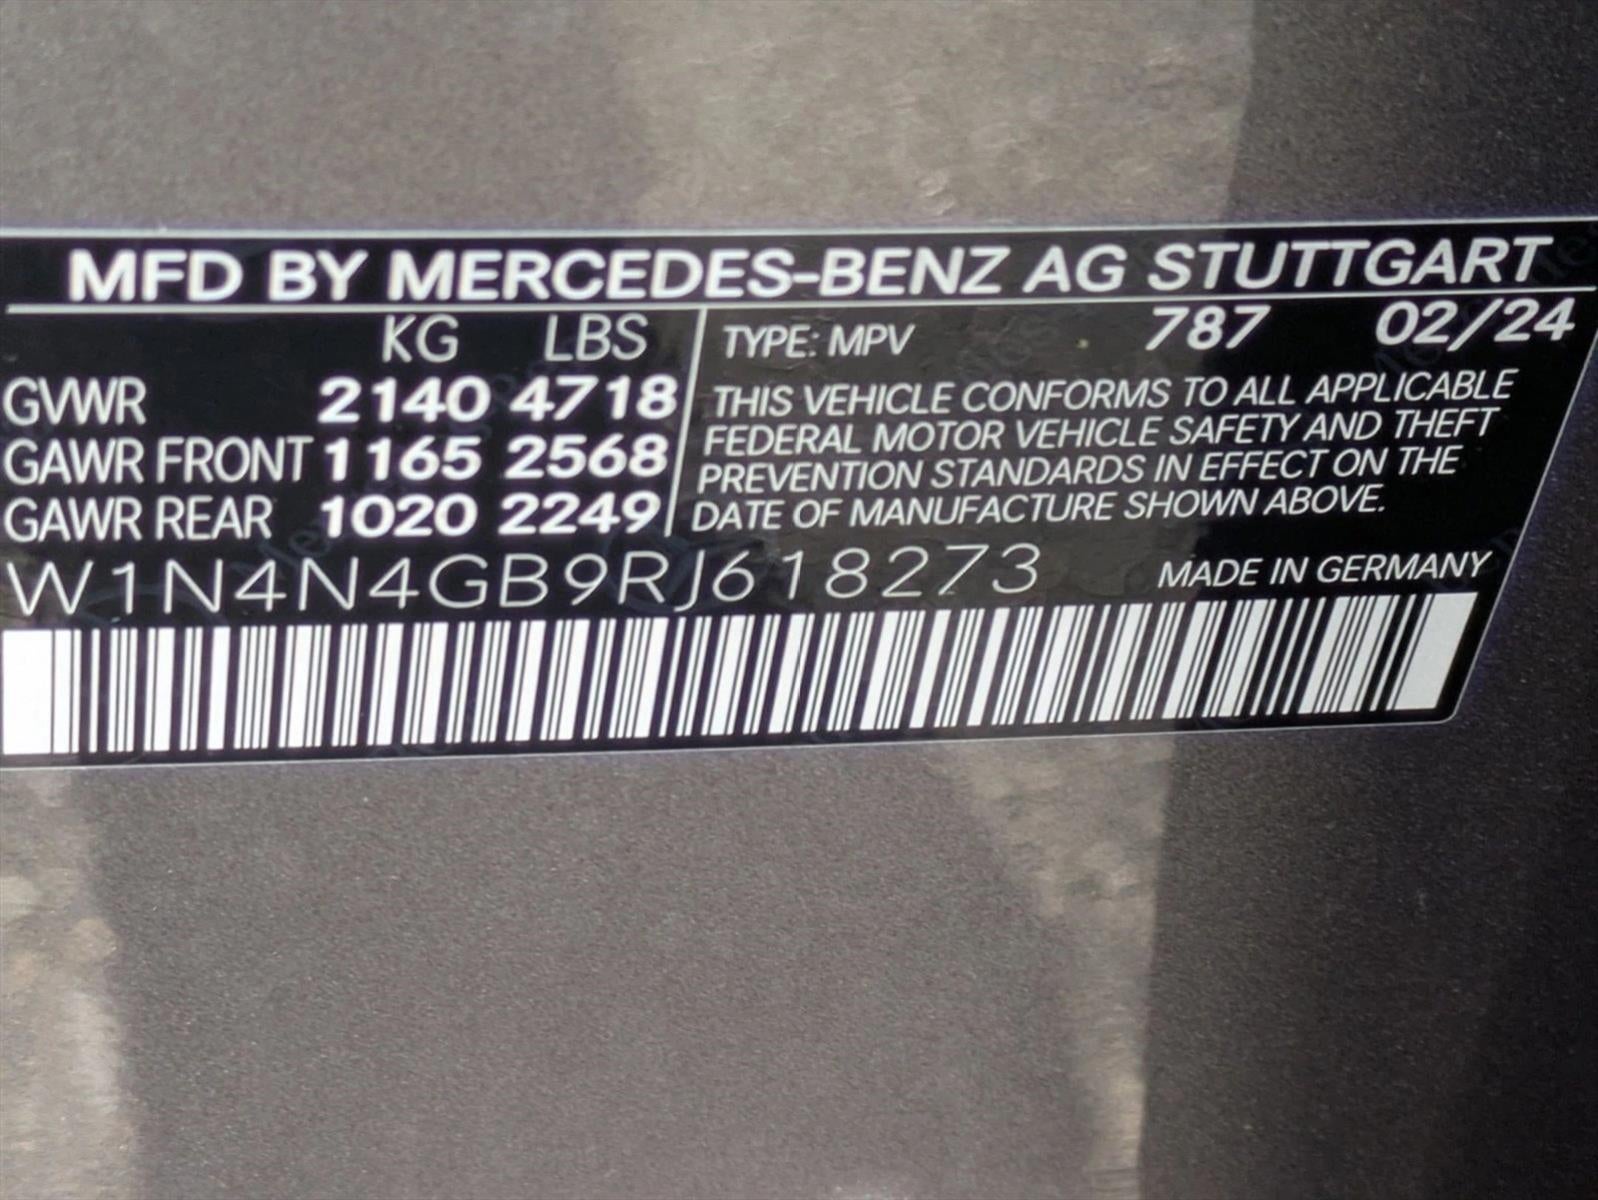 MFD BY MERCEDES-BENZ AG STUTTGART
KG LBS
GVWR 2140 4718
GAWR FRONT 1165 2568
GAWR REAR 1020 2249
TYPE: MPV 787 02/24
THIS VEHICLE CONFORMS TO ALL APPLICABLE
FEDERAL MOTOR VEHICLE SAFETY AND THEFT
PREVENTION STANDARDS IN EFFECT ON THE
DATE OF MANUFACTURE SHOWN ABOVE.
W1N4N4GB9RJ618273 MADE IN GERMANY